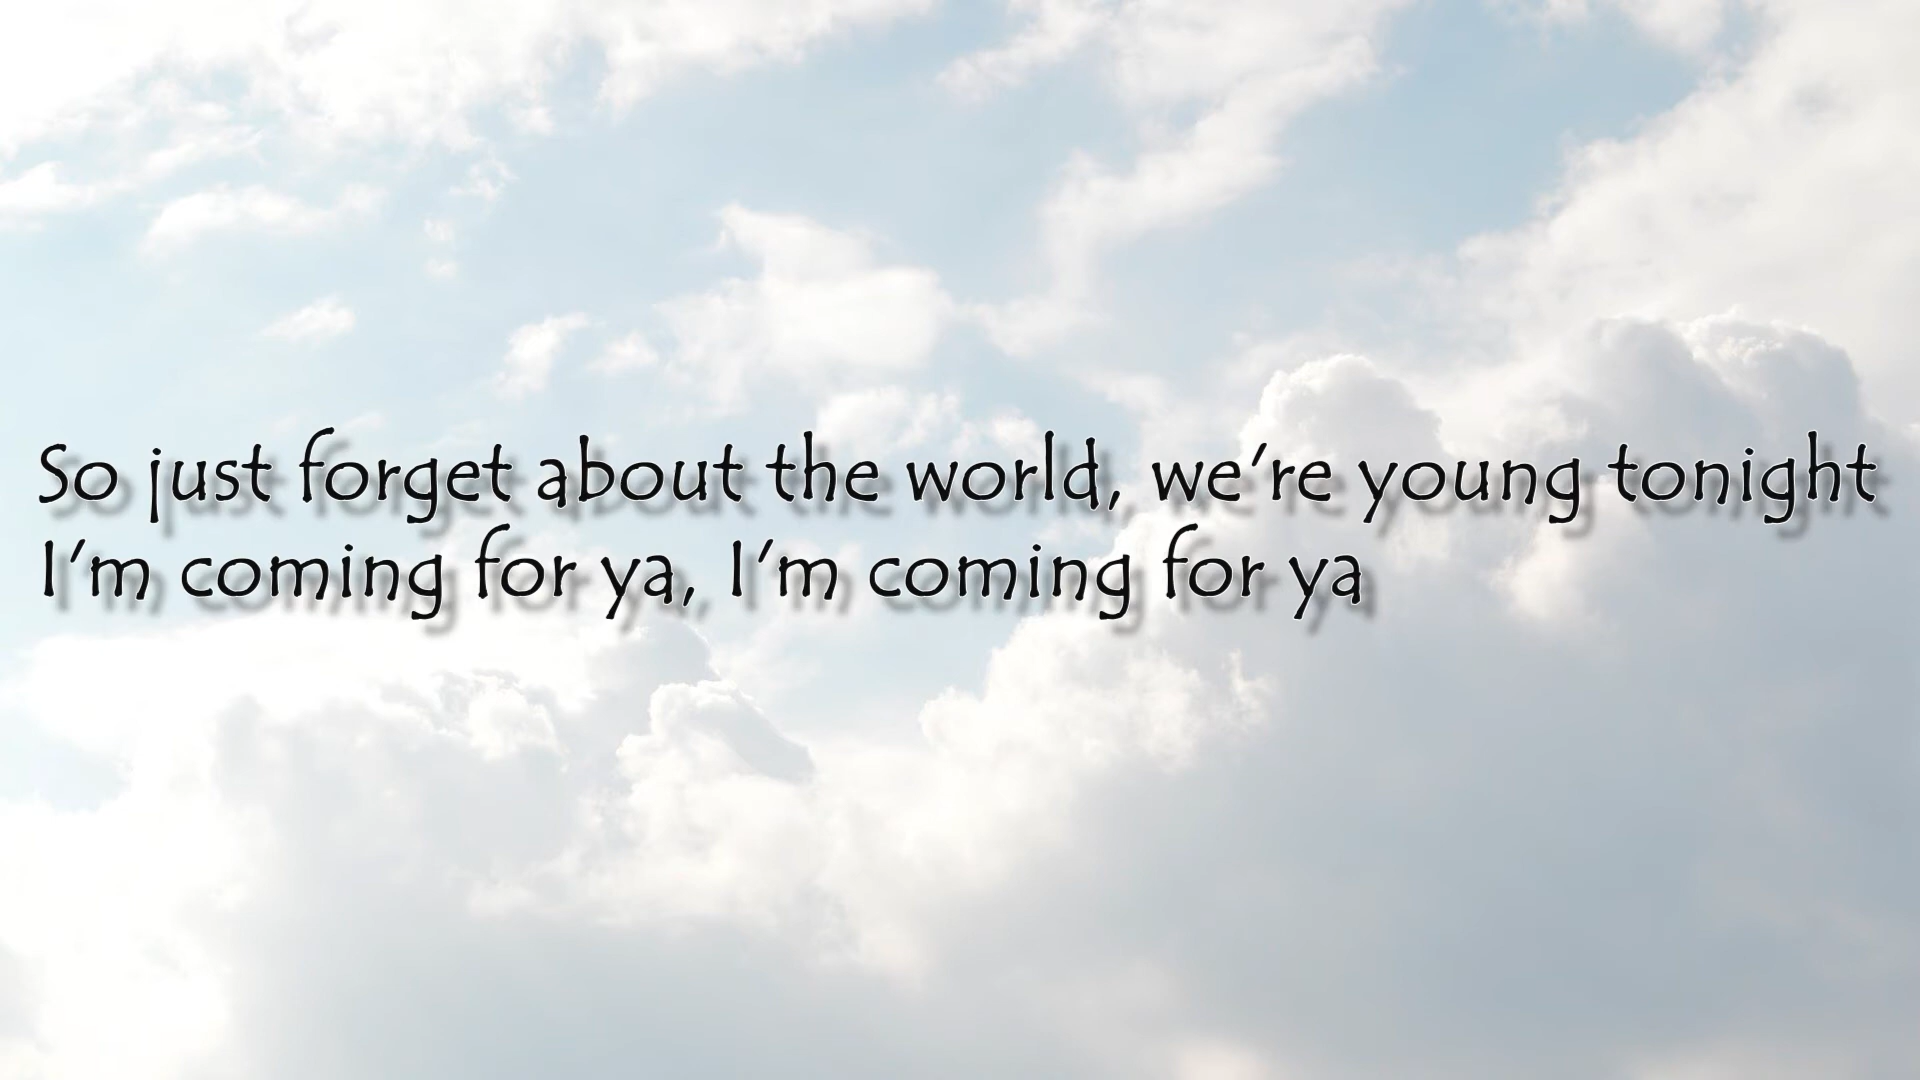 So just forget about the world, we're young tonight
I'm coming for ya, I'm coming for ya